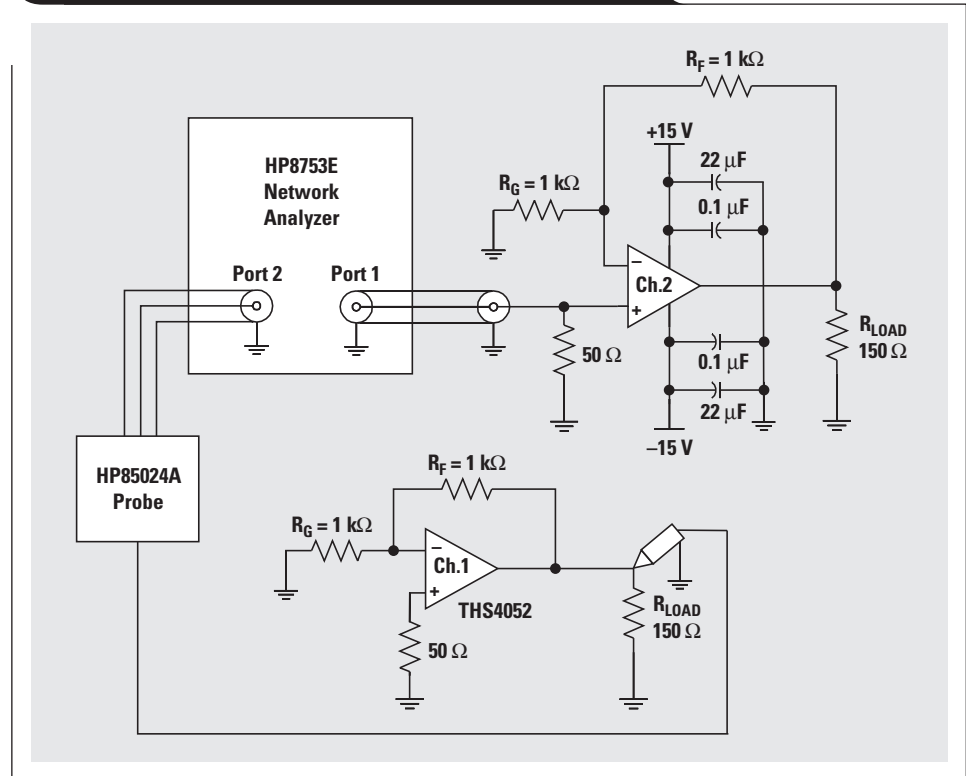 R_F = 1 kΩ
+15 V
22 μF
0.1 μF
HP8753E
Network
Analyzer
R_G = 1 kΩ
Port 2
Port 1
–
Ch.2
+
50 Ω
R_LOAD
150 Ω
0.1 μF
22 μF
–15 V
HP85024A
Probe
R_F = 1 kΩ
R_G = 1 kΩ
–
Ch.1
+
THS4052
50 Ω
R_LOAD
150 Ω